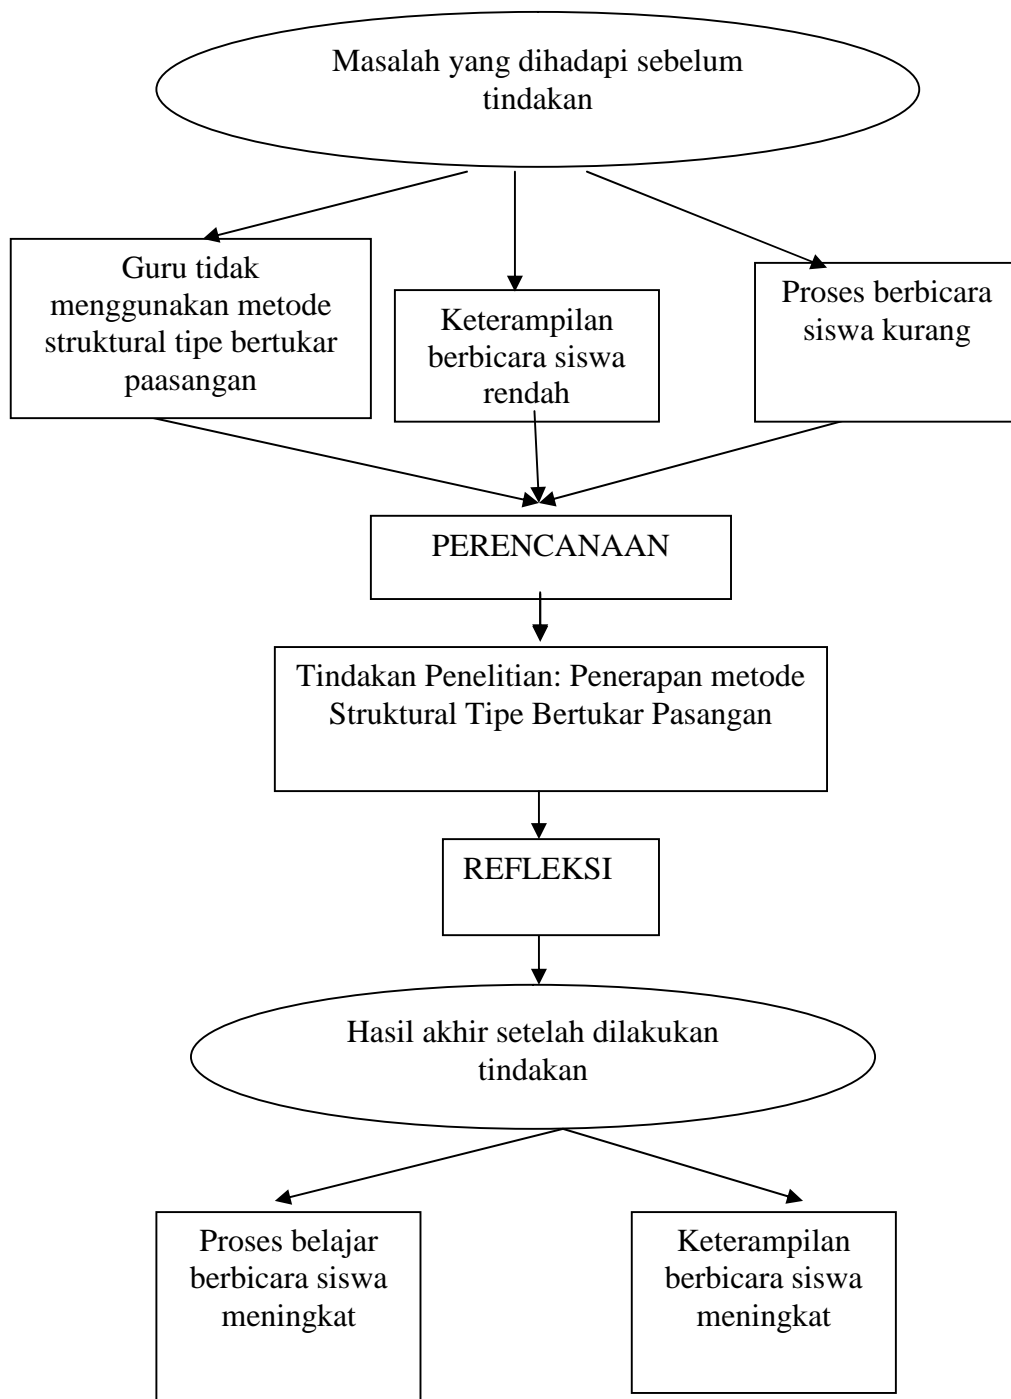 Masalah yang dihadapi sebelum
tindakan
Guru tidak
menggunakan metode
struktural tipe bertukar
paasangan
Keterampilan
berbicara siswa
rendah
Proses berbicara
siswa kurang
PERENCANAAN
Tindakan Penelitian: Penerapan metode
Struktural Tipe Bertukar Pasangan
REFLEKSI
Hasil akhir setelah dilakukan
tindakan
Proses belajar
berbicara siswa
meningkat
Keterampilan
berbicara siswa
meningkat